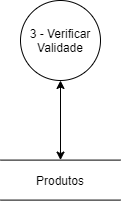 3 - Verificar
Validade
Produtos